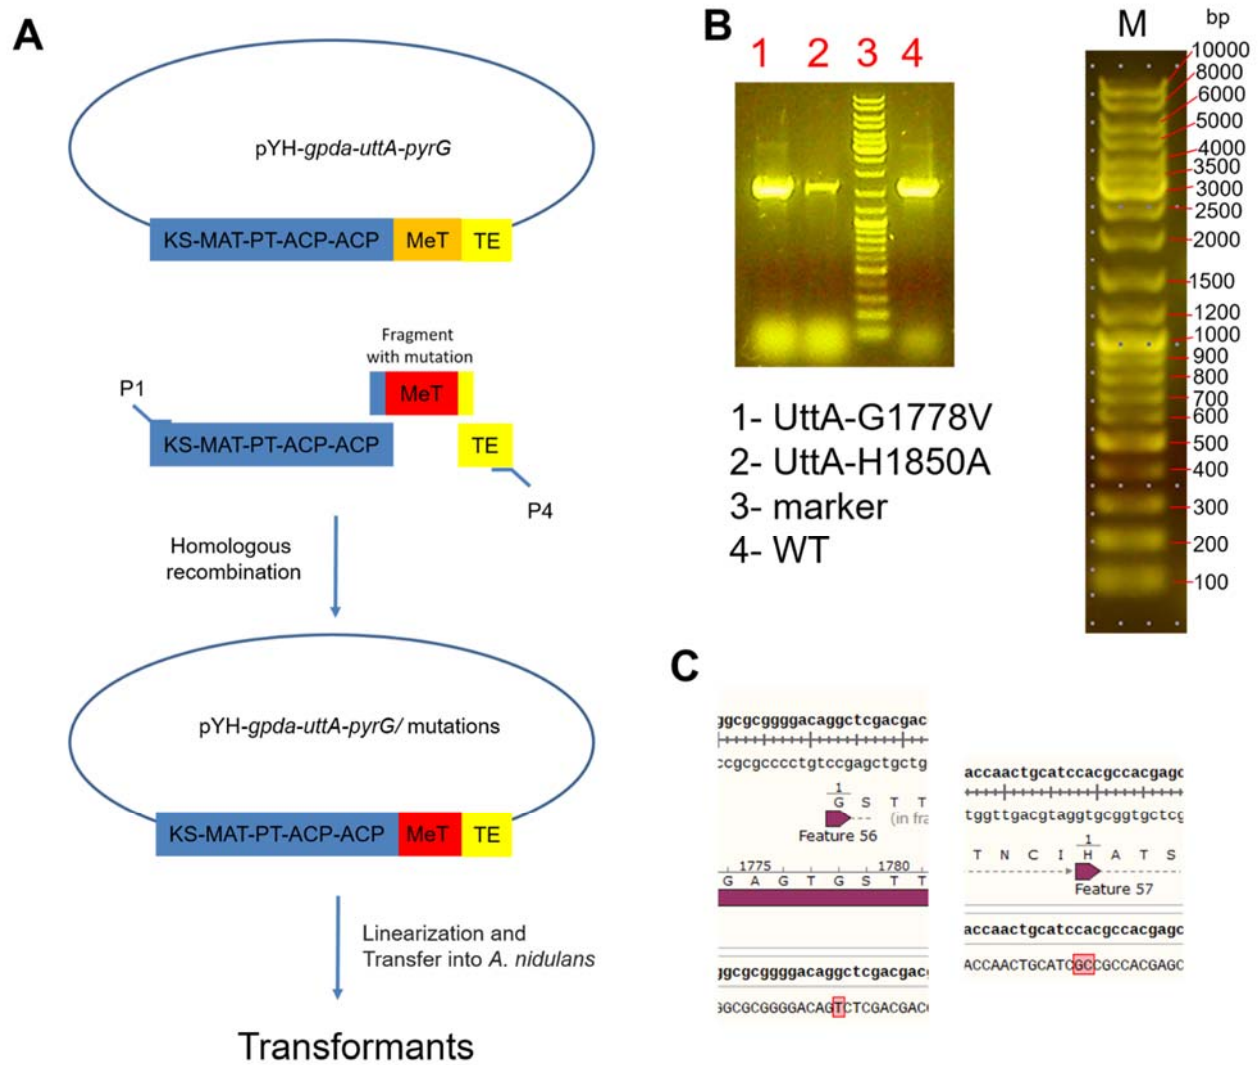 A
pYH-gpda-uttA-pyrG
KS-MAT-PT-ACP-ACP MeT TE
Fragment
with mutation
P1
MeT
KS-MAT-PT-ACP-ACP TE
P4
Homologous
recombination
pYH-gpda-uttA-pyrG/ mutations
KS-MAT-PT-ACP-ACP MeT TE
Linearization and
Transfer into A. nidulans
Transformants
B
1 2 3 4
1- UttA-G1778V
2- UttA-H1850A
3- marker
4- WT
M bp
10000
8000
6000
5000
4000
3500
3000
2500
2000
1500
1200
1000
900
800
700
600
500
400
300
200
100
C
ggcgcggggacaggctcgacgac
ccgcgcccctgtccgagctgctg
1
G S T T
(in fra
Feature 56
1775 1780
G A G T G S T T
ggcgcggggacaggctcgacgac
GGCGCGGGGACAGTCTCGACGAC
accaactgcatccacgccacgagc
tggttgacgtaggtgcggtgctcg
1
T N C I H A T S
Feature 57
accaactgcatccacgccacgagc
ACCAACTGCATCGCCGCCACGAGC